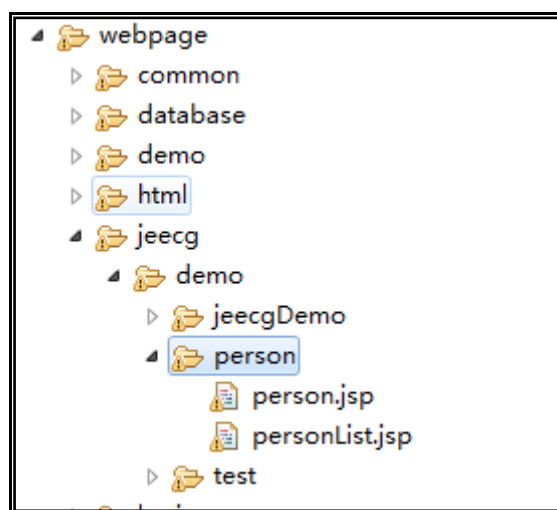 webpage
common
database
demo
html
jeecg
demo
jeecgDemo
person
person.jsp
personList.jsp
test